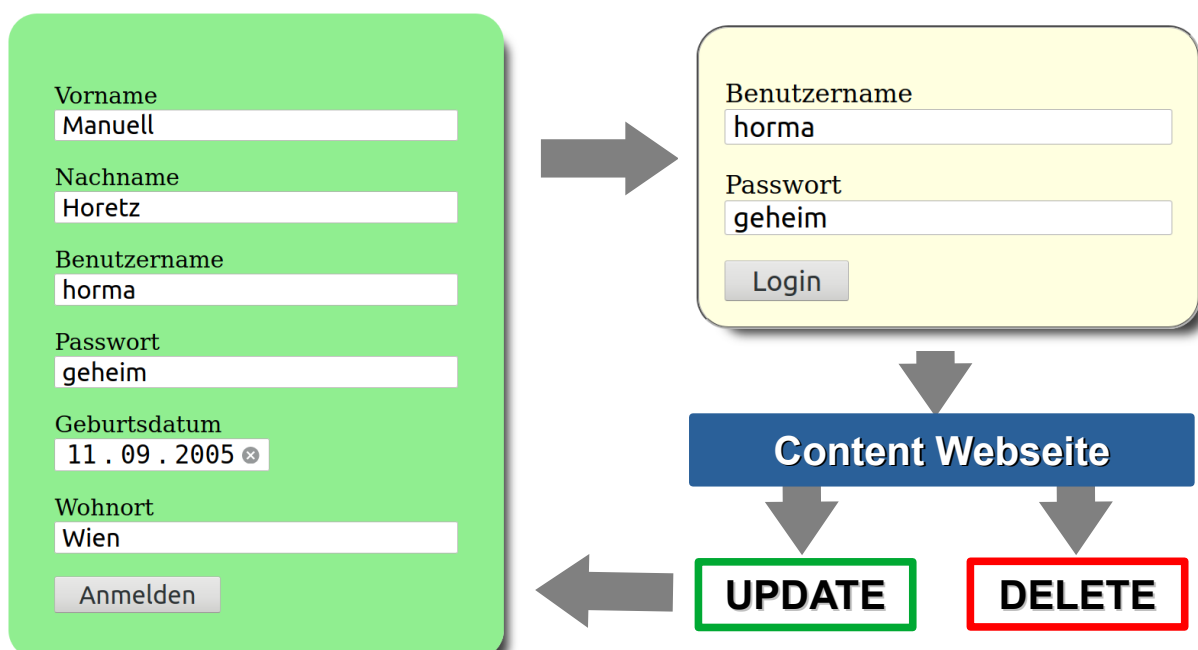 Vorname
Manuell
Nachname
Horetz
Benutzername
horma
Passwort
geheim
Geburtsdatum
11.09.2005
Wohnort
Wien
Anmelden
Benutzername
horma
Passwort
geheim
Login
Content Webseite
UPDATE
DELETE